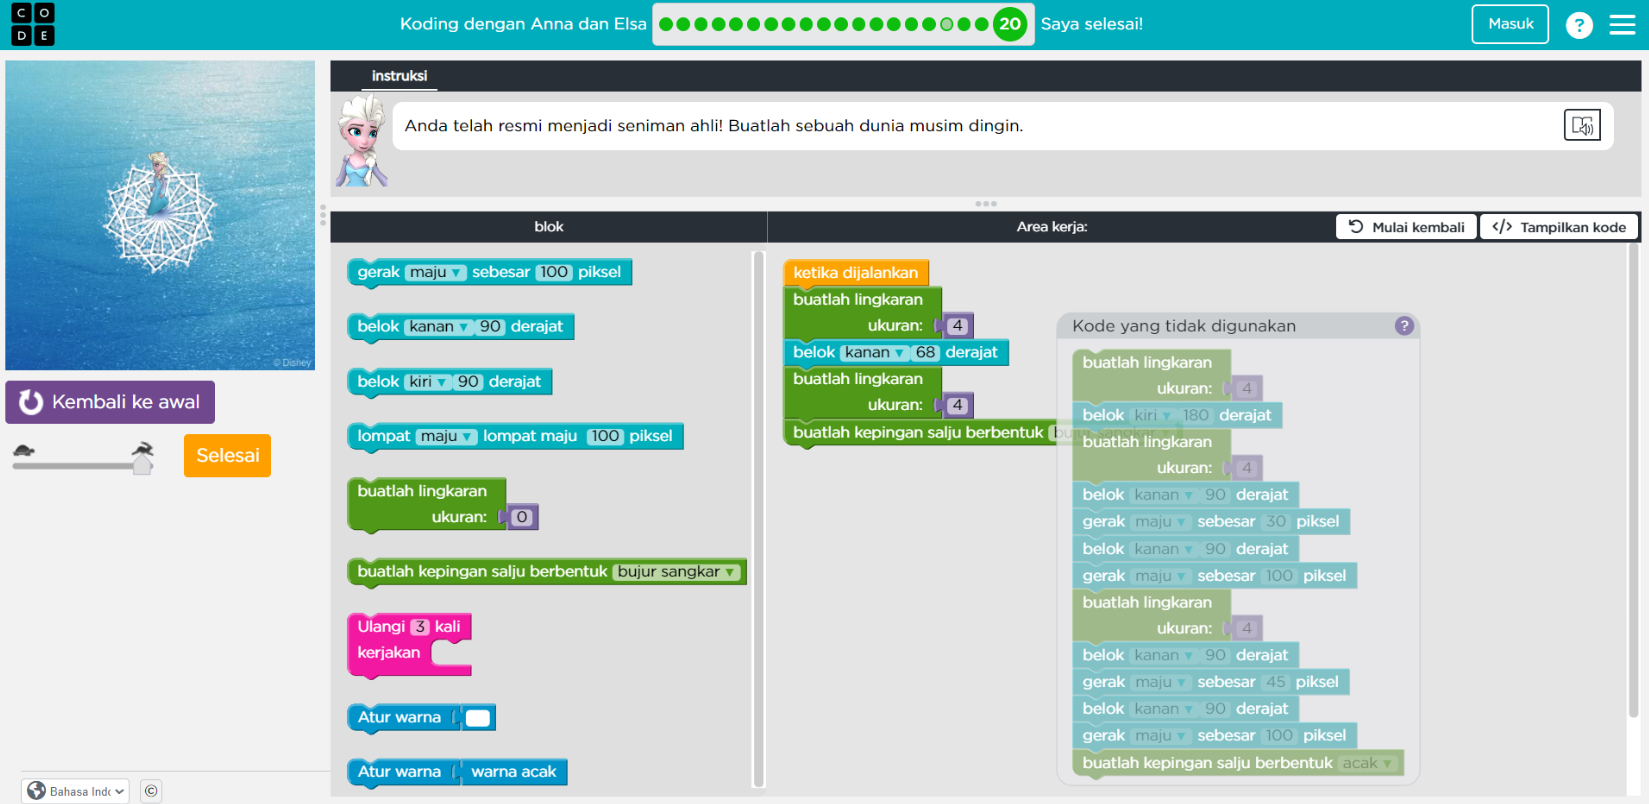 C O
D E
Koding dengan Anna dan Elsa
20
Saya selesai!
Masuk
?
instruksi
Anda telah resmi menjadi seniman ahli! Buatlah sebuah dunia musim dingin.
© Disney
Kembali ke awal
Selesai
blok
Area kerja:
Mulai kembali
</> Tampilkan kode
gerak maju sebesar 100 piksel
belok kanan 90 derajat
belok kiri 90 derajat
lompat maju lompat maju 100 piksel
buatlah lingkaran
ukuran: 0
buatlah kepingan salju berbentuk bujur sangkar
Ulangi 3 kali
kerjakan
Atur warna
Atur warna warna acak
ketika dijalankan
buatlah lingkaran
ukuran: 4
belok kanan 68 derajat
buatlah lingkaran
ukuran: 4
buatlah kepingan salju berbentuk
Kode yang tidak digunakan ?
buatlah lingkaran
ukuran: 4
belok kiri 180 derajat
buatlah lingkaran
ukuran: 4
belok kanan 90 derajat
gerak maju sebesar 30 piksel
belok kanan 90 derajat
gerak maju sebesar 100 piksel
buatlah lingkaran
ukuran: 4
belok kanan 90 derajat
gerak maju sebesar 45 piksel
belok kanan 90 derajat
gerak maju sebesar 100 piksel
buatlah kepingan salju berbentuk acak
Bahasa Indo
©